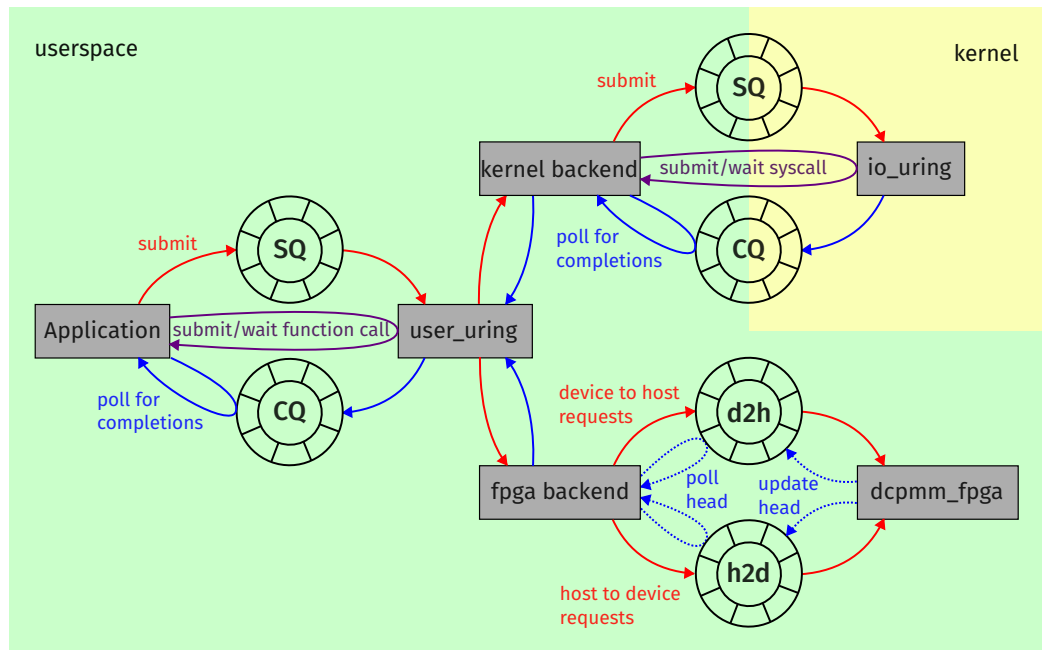 userspace
kernel
submit
SQ
kernel backend
submit/wait syscall
io_uring
submit
SQ
poll for
completions
CQ
Application
submit/wait function call
user_uring
poll for
completions
CQ
device to host
requests
d2h
fpga backend
poll
head
update
head
dcpmm_fpga
host to device
requests
h2d